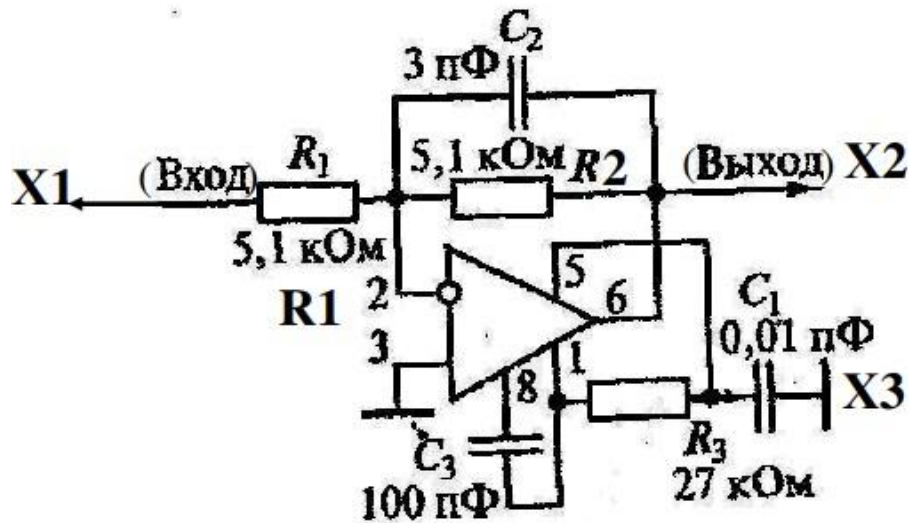 C₂
3 пФ
X1 (Вход) R₁ 5,1 кОм R2 (Выход) X2
5,1 кОм
R1 2 5 6 C₁
3 1 0,01 пФ
8 X3
C₃ R₃
100 пФ 27 кОм